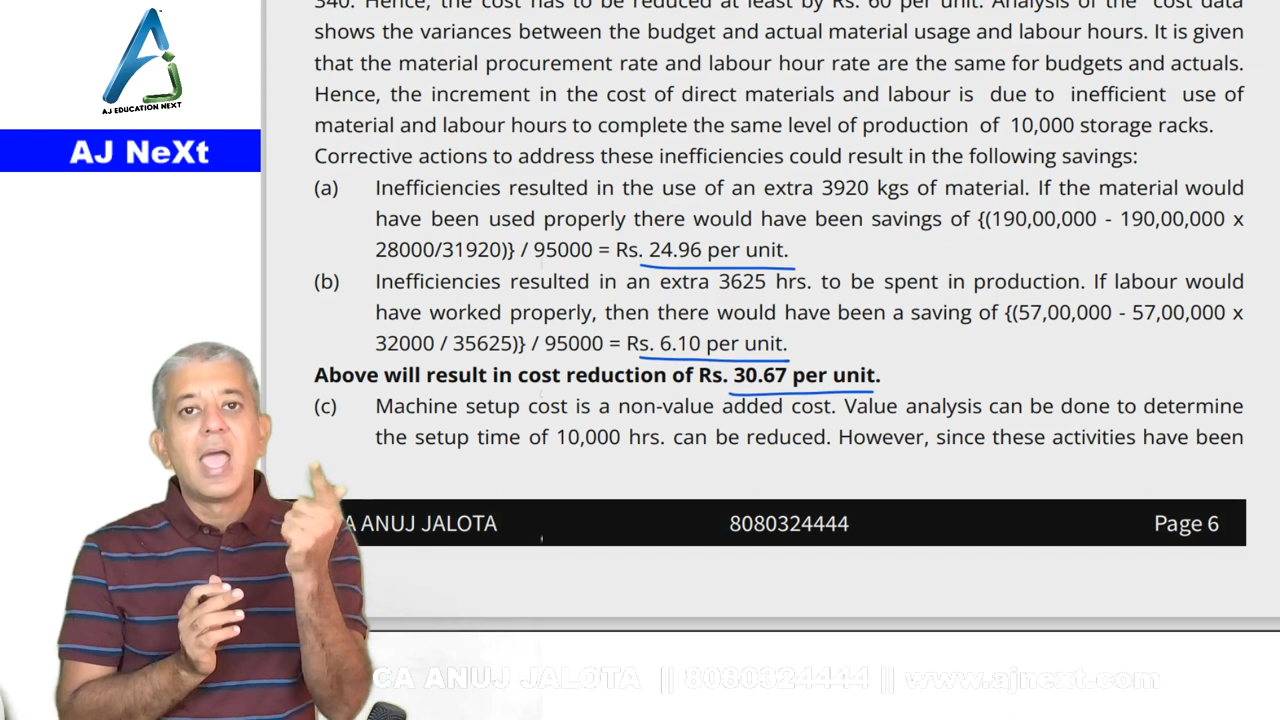 340. Hence, the cost has to be reduced at least by Rs. 60 per unit. Analysis of the cost data
shows the variances between the budget and actual material usage and labour hours. It is given
that the material procurement rate and labour hour rate are the same for budgets and actuals.
Hence, the increment in the cost of direct materials and labour is due to inefficient use of
material and labour hours to complete the same level of production of 10,000 storage racks.
Corrective actions to address these inefficiencies could result in the following savings:
(a) Inefficiencies resulted in the use of an extra 3920 kgs of material. If the material would
have been used properly there would have been savings of {(190,00,000 - 190,00,000 x
28000/31920)} / 95000 = Rs. 24.96 per unit.
(b) Inefficiencies resulted in an extra 3625 hrs. to be spent in production. If labour would
have worked properly, then there would have been a saving of {(57,00,000 - 57,00,000 x
32000 / 35625)} / 95000 = Rs. 6.10 per unit.
Above will result in cost reduction of Rs. 30.67 per unit.
(c) Machine setup cost is a non-value added cost. Value analysis can be done to determine
the setup time of 10,000 hrs. can be reduced. However, since these activities have been
A ANUJ JALOTA 8080324444 Page 6
AJ EDUCATION NEXT
AJ NeXt
CA ANUJ JALOTA || 8080324444 || www.ajnext.com